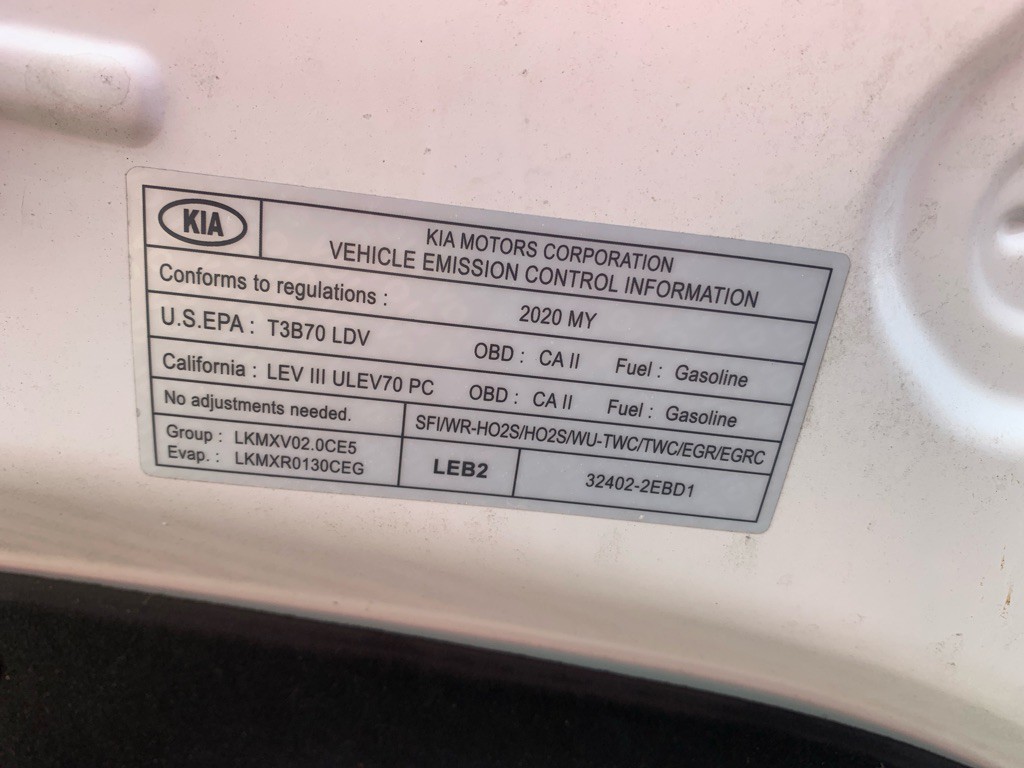 KIA
KIA MOTORS CORPORATION
VEHICLE EMISSION CONTROL INFORMATION
Conforms to regulations : 2020 MY
U.S.EPA : T3B70 LDV OBD : CA II Fuel : Gasoline
California : LEV III ULEV70 PC OBD : CA II Fuel : Gasoline
No adjustments needed. SFI/WR-HO2S/HO2S/WU-TWC/TWC/EGR/EGRC
Group : LKMXV02.0CE5
Evap. : LKMXR0130CEG
LEB2
32402-2EBD1